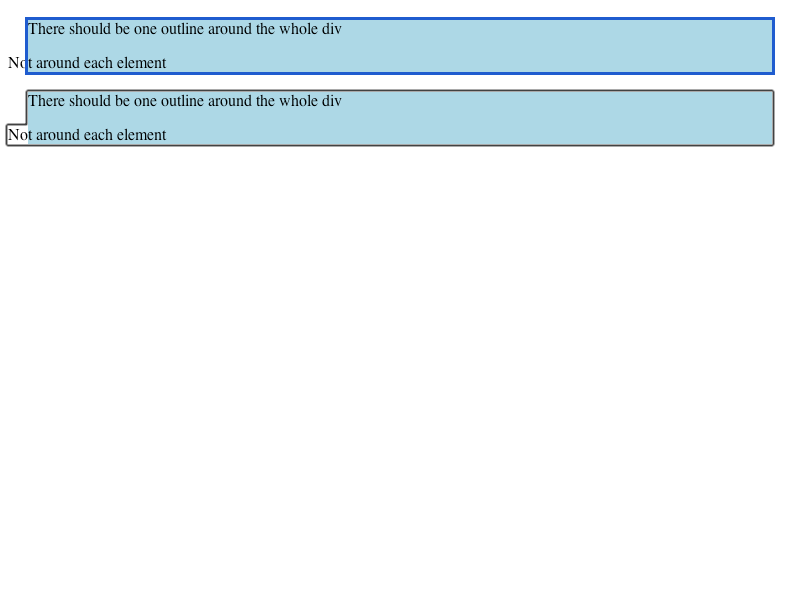 There should be one outline around the whole div
Not around each element
There should be one outline around the whole div
Not around each element